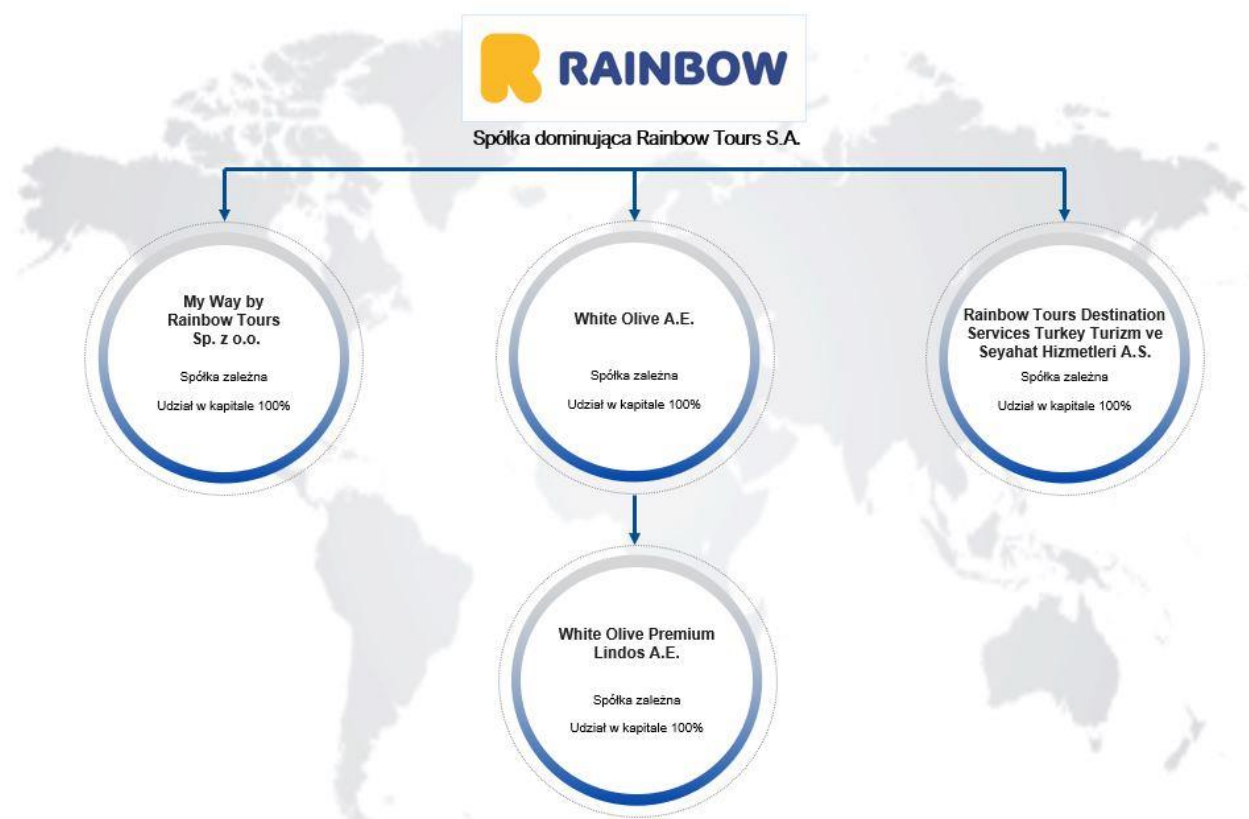 RAINBOW
Spółka dominująca Rainbow Tours S.A.
My Way by
Rainbow Tours
Sp. z o.o.
Spółka zależna
Udział w kapitale 100%
White Olive A.E.
Spółka zależna
Udział w kapitale 100%
Rainbow Tours Destination
Services Turkey Turizm ve
Seyahat Hizmetleri A.S.
Spółka zależna
Udział w kapitale 100%
White Olive Premium
Lindos A.E.
Spółka zależna
Udział w kapitale 100%